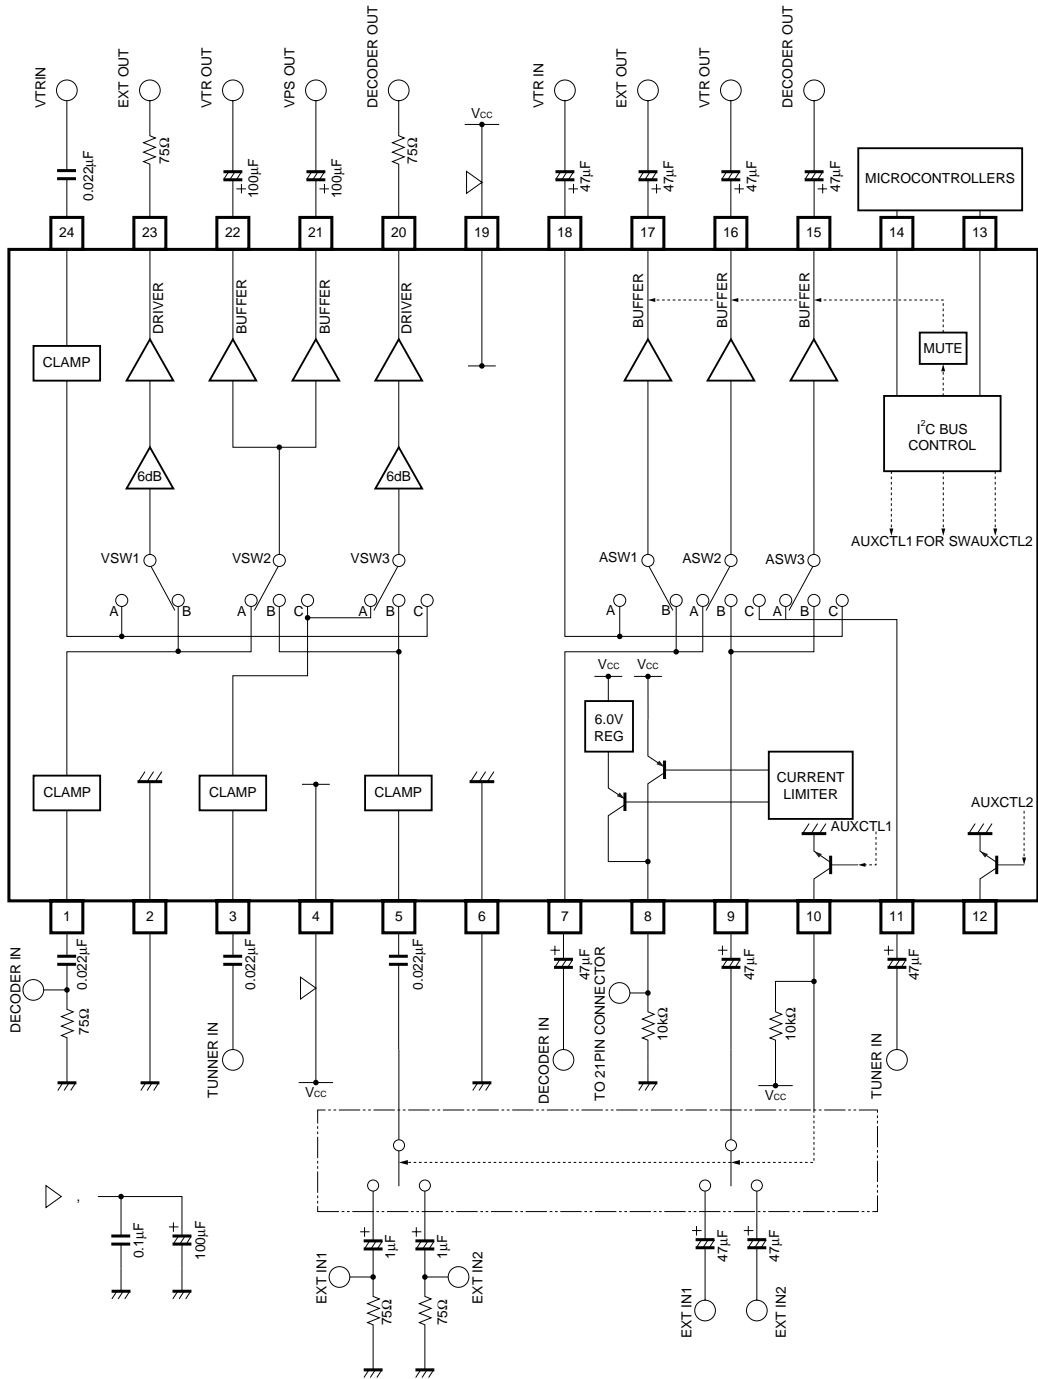 VTRIN
EXT OUT
VTR OUT
VPS OUT
DECODER OUT
VTR IN
EXT OUT
VTR OUT
DECODER OUT
0.022µF
75Ω
+ 100µF
+ 100µF
75Ω
Vcc
+ 47µF
+ 47µF
+ 47µF
+ 47µF
MICROCONTROLLERS
24
23
22
21
20
19
18
17
16
15
14
13
DRIVER
BUFFER
BUFFER
DRIVER
BUFFER
BUFFER
BUFFER
CLAMP
MUTE
I²C BUS
CONTROL
6dB
6dB
AUXCTL1 FOR SWAUXCTL2
VSW1
VSW2
VSW3
ASW1
ASW2
ASW3
A
B
A
B
C
A
B
C
A
B
A
B
C
A
B
C
Vcc
Vcc
6.0V
REG
CLAMP
CLAMP
CLAMP
CURRENT
LIMITER
AUXCTL1
AUXCTL2
1
2
3
4
5
6
7
8
9
10
11
12
DECODER IN
0.022µF
75Ω
TUNNER IN
0.022µF
Vcc
0.022µF
DECODER IN
+
47µF
TO 21PIN CONNECTOR
10kΩ
+
47µF
10kΩ
Vcc
TUNER IN
+
47µF
,
0.1µF
+
100µF
EXT IN1
+
1µF
75Ω
+
1µF
75Ω
EXT IN2
+
47µF
EXT IN1
+
47µF
EXT IN2